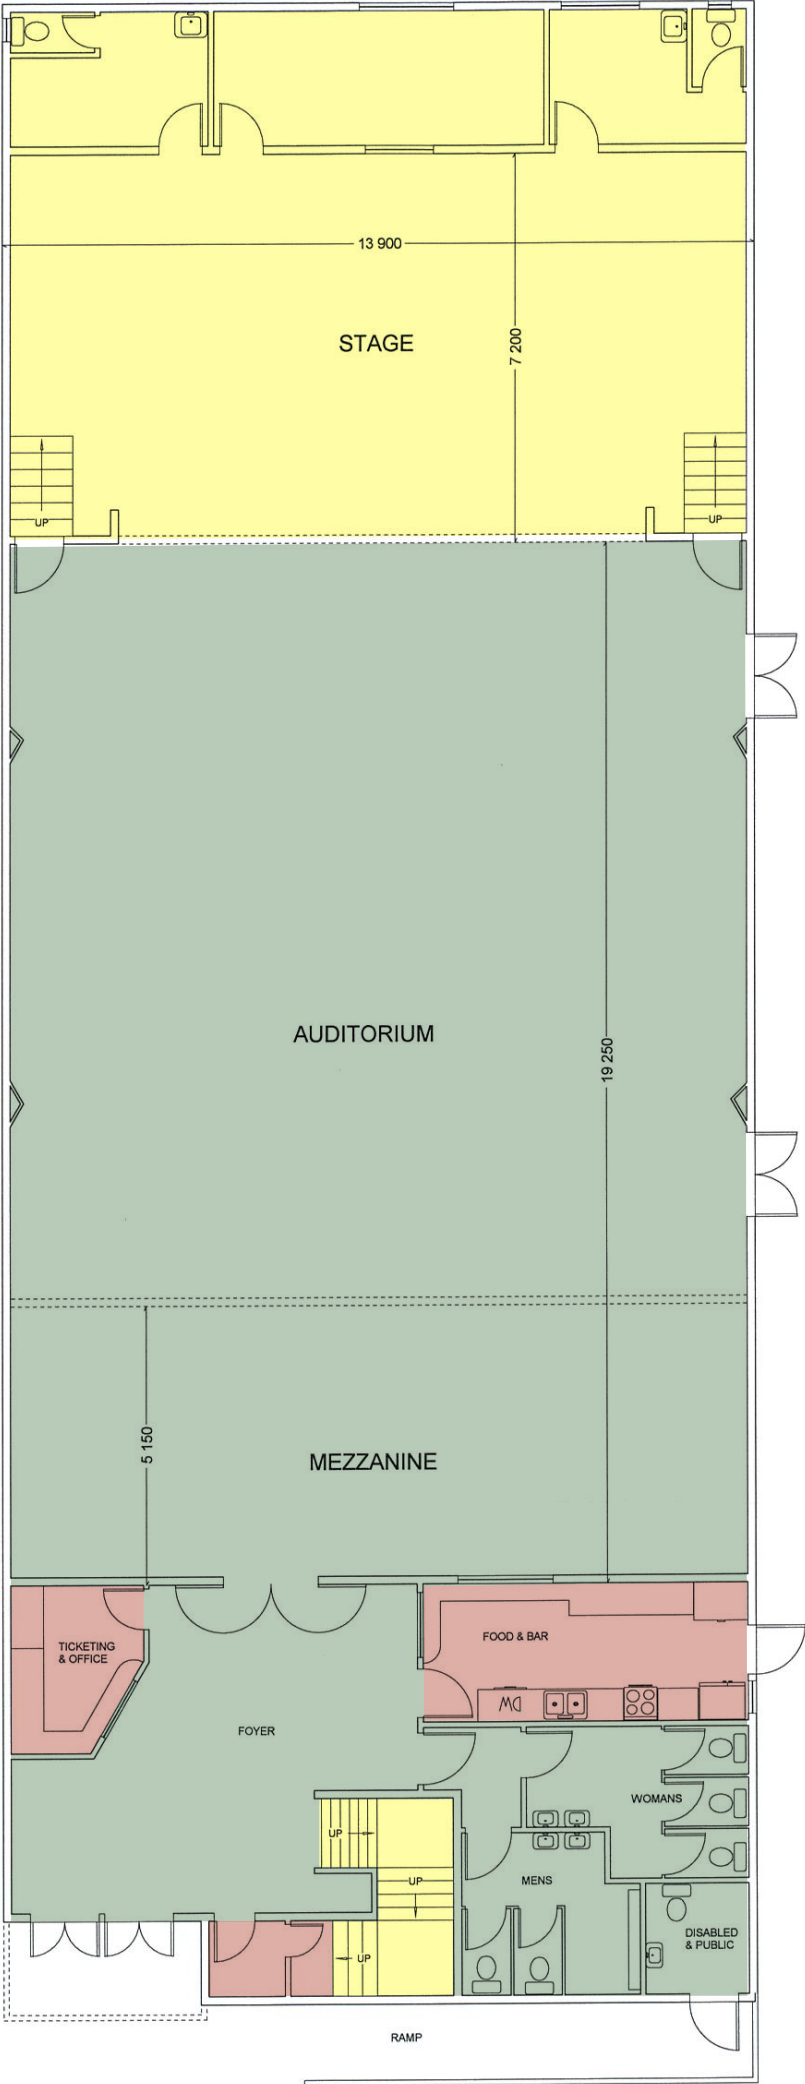 13 900
STAGE
7 200
UP
UP
AUDITORIUM
19 250
5 150
MEZZANINE
TICKETING
& OFFICE
FOOD & BAR
DW
FOYER
WOMANS
UP
UP
MENS
DISABLED
& PUBLIC
UP
RAMP